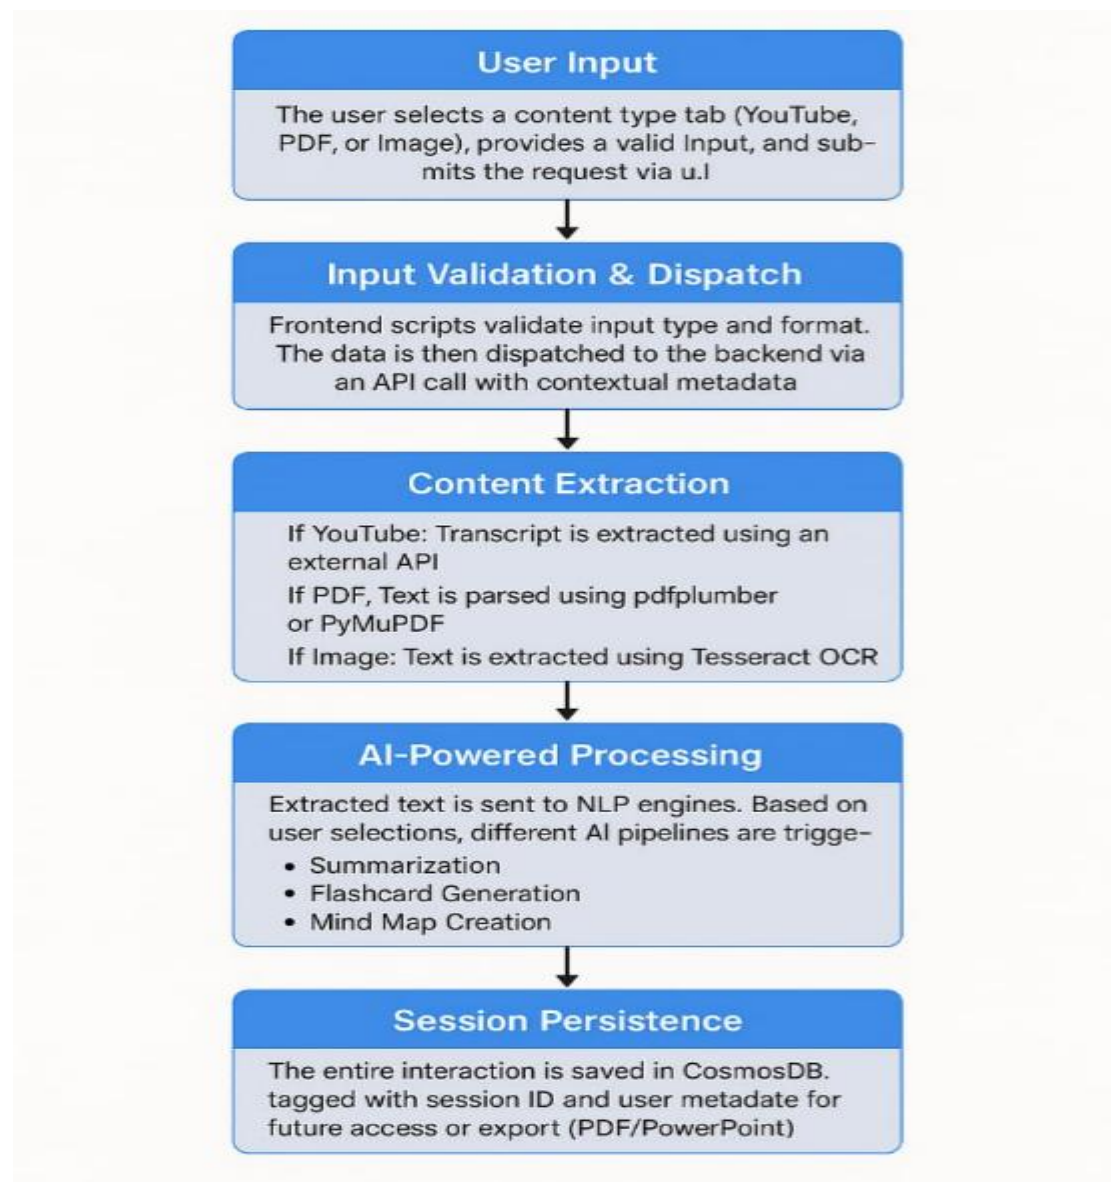 User Input
The user selects a content type tab (YouTube,
PDF, or Image), provides a valid Input, and sub-
mits the request via u.I
Input Validation & Dispatch
Frontend scripts validate input type and format.
The data is then dispatched to the backend via
an API call with contextual metadata
Content Extraction
If YouTube: Transcript is extracted using an
external API
If PDF, Text is parsed using pdfplumber
or PyMuPDF
If Image: Text is extracted using Tesseract OCR
AI-Powered Processing
Extracted text is sent to NLP engines. Based on
user selections, different AI pipelines are trigge-
• Summarization
• Flashcard Generation
• Mind Map Creation
Session Persistence
The entire interaction is saved in CosmosDB.
tagged with session ID and user metadata for
future access or export (PDF/PowerPoint)